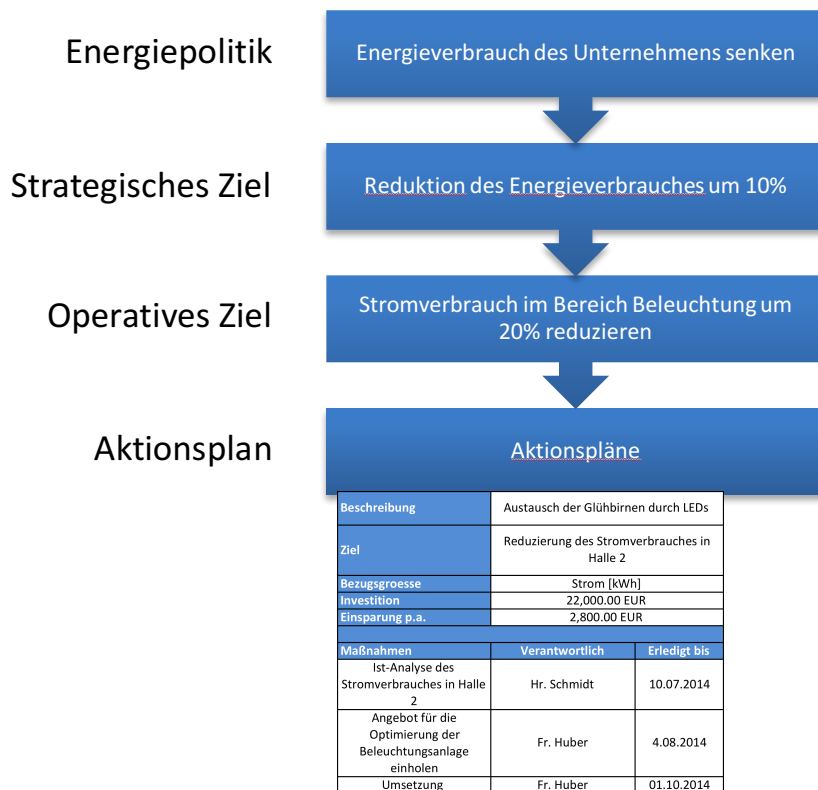 Energiepolitik
Energieverbrauch des Unternehmens senken
Strategisches Ziel
Reduktion des Energieverbrauches um 10%
Operatives Ziel
Stromverbrauch im Bereich Beleuchtung um
20% reduzieren
Aktionsplan
Aktionspläne
Beschreibung
Austausch der Glühbirnen durch LEDs
Ziel
Reduzierung des Stromverbrauches in
Halle 2
Bezugsgroesse
Strom [kWh]
Investition
22,000.00 EUR
Einsparung p.a.
2,800.00 EUR
Maßnahmen
Verantwortlich
Erledigt bis
Ist-Analyse des
Stromverbrauches in Halle
2
Hr. Schmidt
10.07.2014
Angebot für die
Optimierung der
Beleuchtungsanlage
einholen
Fr. Huber
4.08.2014
Umsetzung
Fr. Huber
01.10.2014